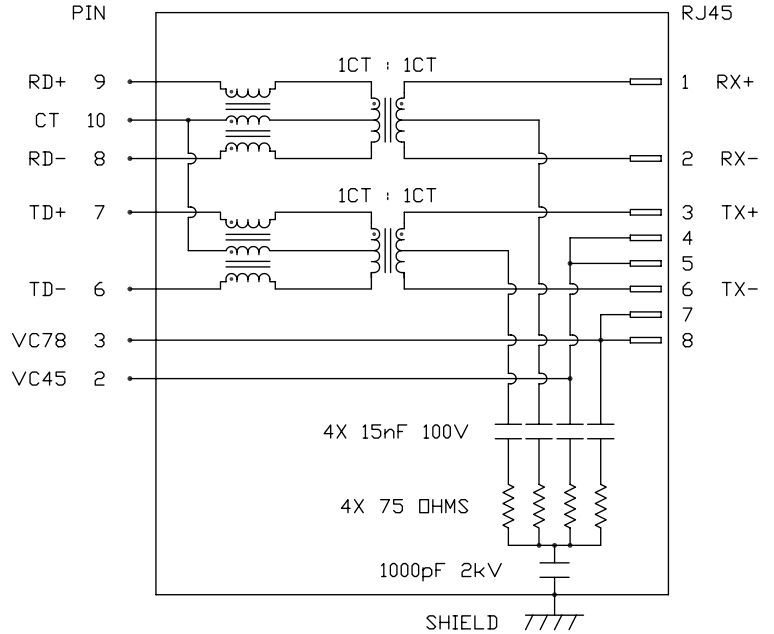 PIN RJ45
1CT : 1CT
RD+ 9 1 RX+
CT 10
RD- 8 2 RX-
1CT : 1CT
TD+ 7 3 TX+
4
5
TD- 6 6 TX-
7
VC78 3 8
VC45 2
4X 15nF 100V
4X 75 OHMS
1000pF 2kV
SHIELD